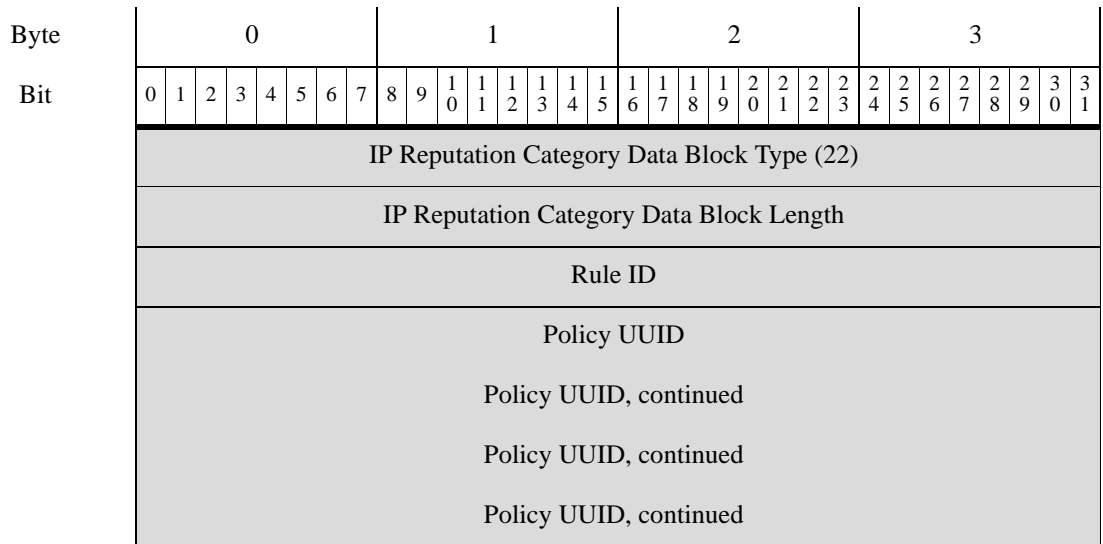 Byte 0 1 2 3
Bit 0 1 2 3 4 5 6 7 8 9 10 11 12 13 14 15 16 17 18 19 20 21 22 23 24 25 26 27 28 29 30 31
IP Reputation Category Data Block Type (22)
IP Reputation Category Data Block Length
Rule ID
Policy UUID
Policy UUID, continued
Policy UUID, continued
Policy UUID, continued